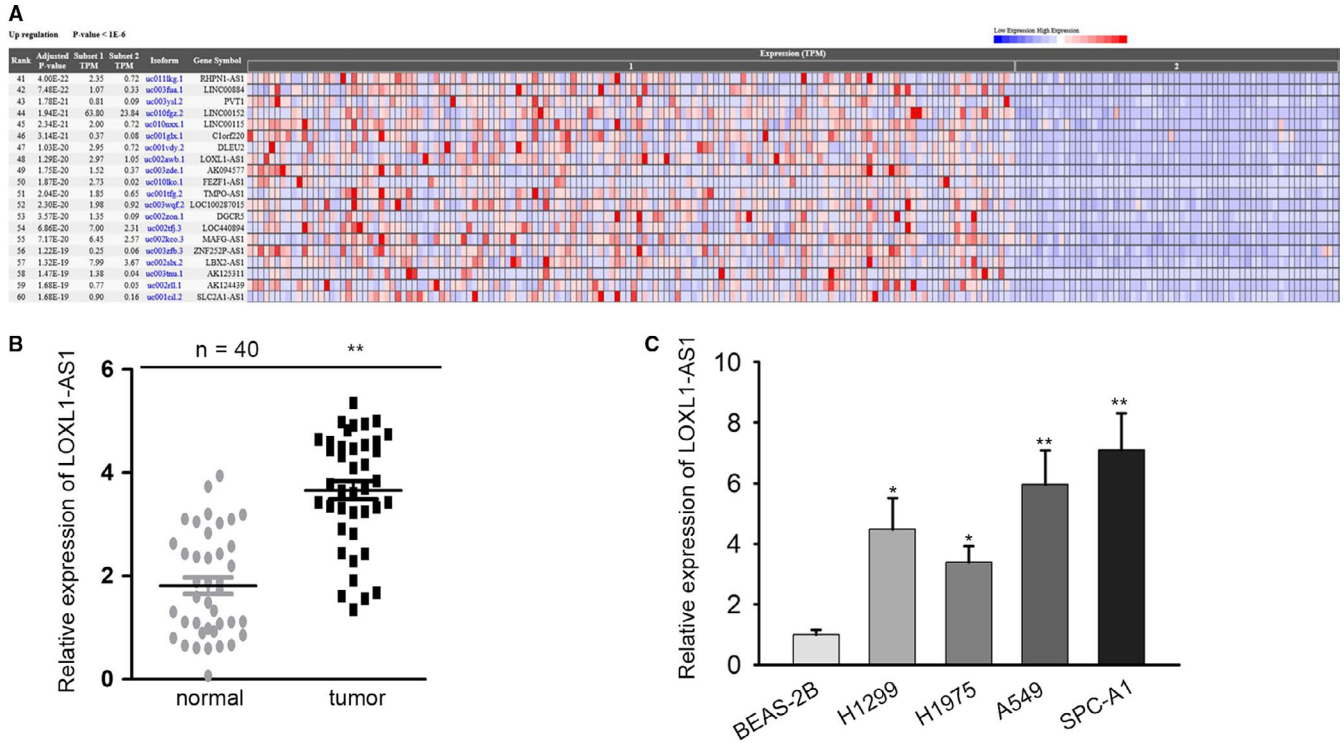 A
Up regulation P-value < 1E-6
Low Expression High Expression
Rank Adjusted P-value Subset 1 TPM Subset 2 TPM Isoform Gene Symbol Expression (TPM)
1 2
41 4.00E-22 2.35 0.72 uc011lkg.1 RHPN1-AS1
42 7.48E-22 1.07 0.33 uc003fua.1 LINC00884
43 1.78E-21 0.81 0.09 uc003ysl.2 PVT1
44 1.94E-21 63.80 23.84 uc010fgz.2 LINC00152
45 2.34E-21 2.00 0.72 uc010nxx.1 LINC00115
46 3.14E-21 0.37 0.08 uc001glx.1 C1orf220
47 1.03E-20 2.95 0.72 uc001vdy.2 DLEU2
48 1.29E-20 2.97 1.05 uc002awb.1 LOXL1-AS1
49 1.75E-20 1.52 0.37 uc003zde.1 AK094577
50 1.87E-20 2.73 0.02 uc010lko.1 FEZF1-AS1
51 2.04E-20 1.85 0.65 uc001tfg.2 TMPO-AS1
52 2.30E-20 1.98 0.92 uc003wqf.2 LOC100287015
53 3.57E-20 1.35 0.09 uc002zon.1 DGCR5
54 6.86E-20 7.00 2.31 uc002tfj.3 LOC440894
55 7.17E-20 6.45 2.57 uc002keo.3 MAFG-AS1
56 1.22E-19 0.25 0.06 uc003zfb.3 ZNF252P-AS1
57 1.32E-19 7.99 3.67 uc002slx.2 LBX2-AS1
58 1.47E-19 1.38 0.04 uc003tnu.1 AK125311
59 1.68E-19 0.77 0.05 uc002rll.1 AK124439
60 1.68E-19 0.90 0.16 uc001cil.2 SLC2A1-AS1
B
n = 40 **
Relative expression of LOXL1-AS1
6
4
2
0
normal tumor
C
Relative expression of LOXL1-AS1
10
8
6
4
2
0
* * ** **
BEAS-2B H1299 H1975 A549 SPC-A1